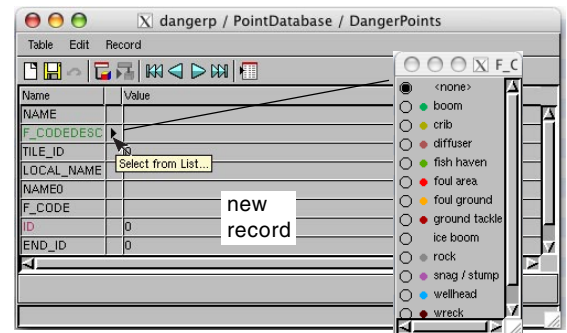 dangerp / PointDatabase / DangerPoints
Table Edit Record
F_C
Name Value
NAME
F_CODEDESC
TILE_ID 0
Select from List...
LOCAL_NAME
NAME0
F_CODE
ID 0
END_ID 0
new
record
<none>
boom
crib
diffuser
fish haven
foul area
foul ground
ground tackle
ice boom
rock
snag / stump
wellhead
wreck